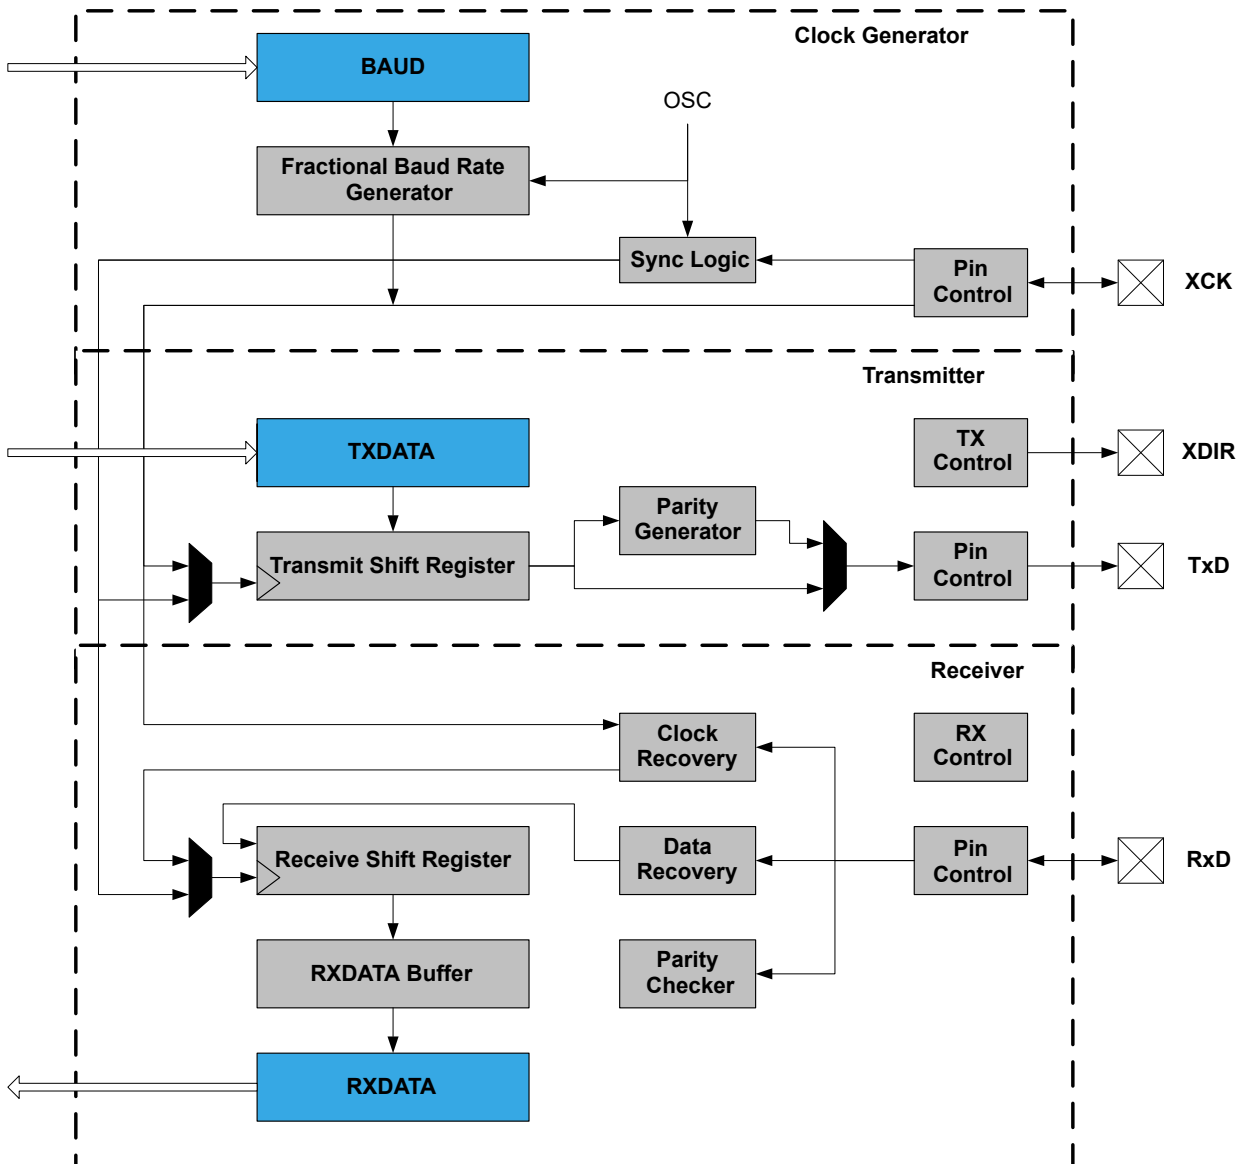 Clock Generator
BAUD
OSC
Fractional Baud Rate
Generator
Sync Logic
Pin
Control
XCK
Transmitter
TXDATA
TX
Control
XDIR
Parity
Generator
Transmit Shift Register
Pin
Control
TxD
Receiver
Clock
Recovery
RX
Control
Receive Shift Register
Data
Recovery
Pin
Control
RxD
RXDATA Buffer
Parity
Checker
RXDATA